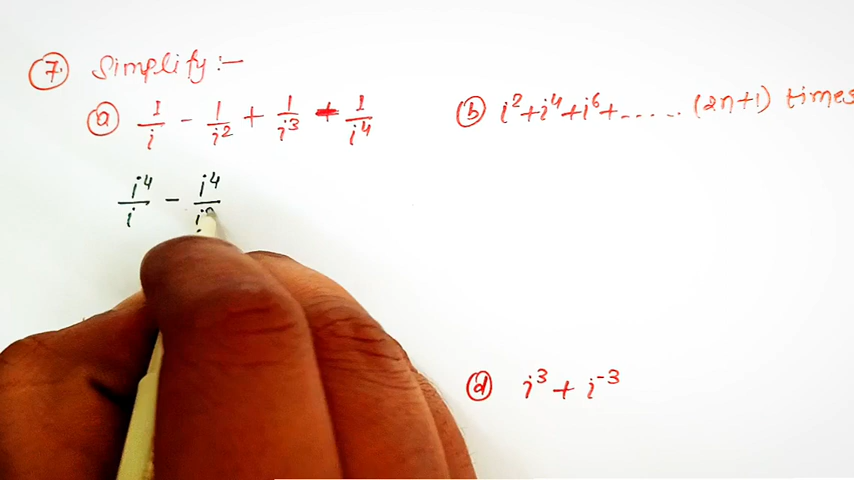 7. Simplify :-
(a) 1/i - 1/i² + 1/i³ + 1/i⁴
(b) i² + i⁴ + i⁶ + ...... (2n+1) times
i⁴/i - i⁴/i²
(d) i³ + i⁻³